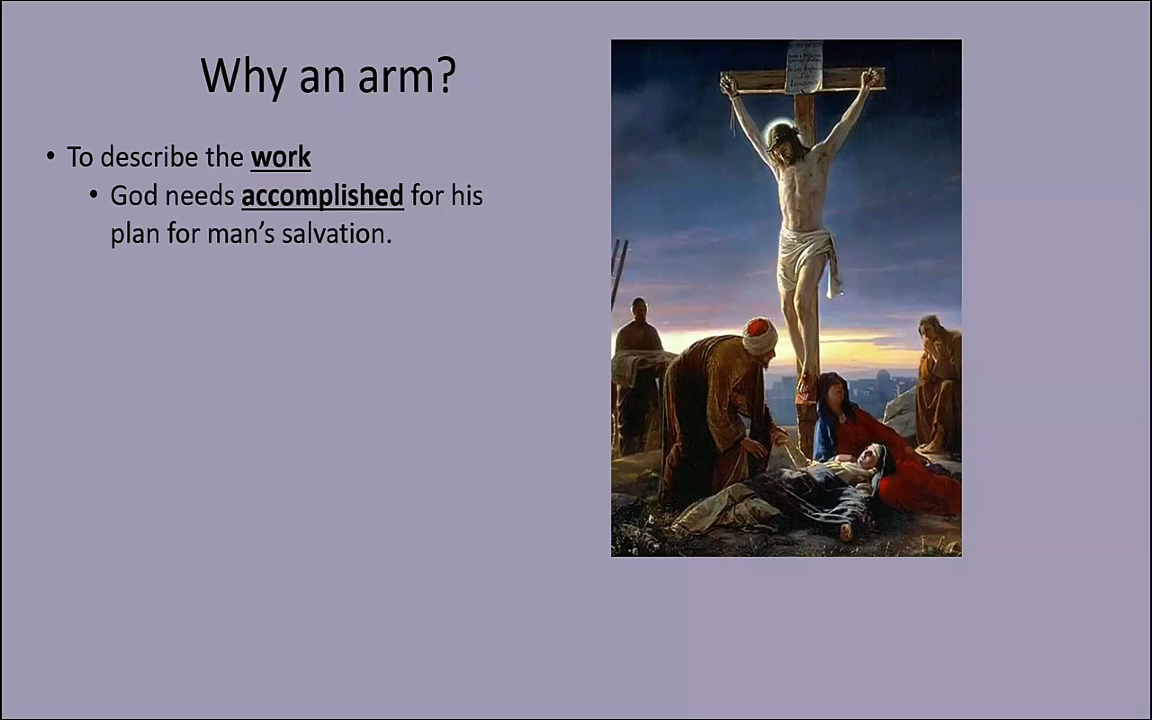 Why an arm?
• To describe the work
• God needs accomplished for his
plan for man's salvation.